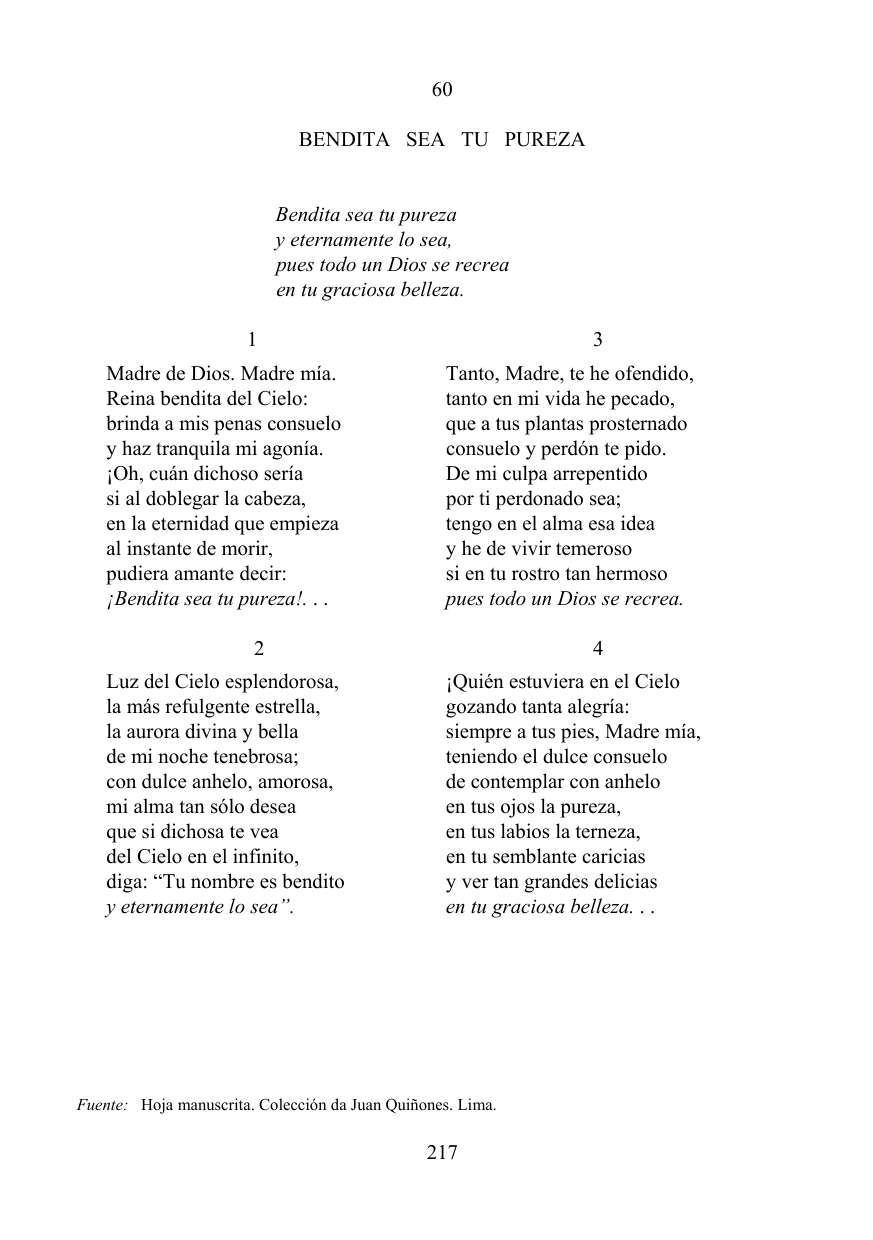 60
BENDITA SEA TU PUREZA
Bendita sea tu pureza
y eternamente lo sea,
pues todo un Dios se recrea
en tu graciosa belleza.
1
Madre de Dios. Madre mía.
Reina bendita del Cielo:
brinda a mis penas consuelo
y haz tranquila mi agonía.
¡Oh, cuán dichoso sería
si al doblegar la cabeza,
en la eternidad que empieza
al instante de morir,
pudiera amante decir:
¡Bendita sea tu pureza!. . .
2
Luz del Cielo esplendorosa,
la más refulgente estrella,
la aurora divina y bella
de mi noche tenebrosa;
con dulce anhelo, amorosa,
mi alma tan sólo desea
que si dichosa te vea
del Cielo en el infinito,
diga: “Tu nombre es bendito
y eternamente lo sea”.
3
Tanto, Madre, te he ofendido,
tanto en mi vida he pecado,
que a tus plantas prosternado
consuelo y perdón te pido.
De mi culpa arrepentido
por ti perdonado sea;
tengo en el alma esa idea
y he de vivir temeroso
si en tu rostro tan hermoso
pues todo un Dios se recrea.
4
¡Quién estuviera en el Cielo
gozando tanta alegría:
siempre a tus pies, Madre mía,
teniendo el dulce consuelo
de contemplar con anhelo
en tus ojos la pureza,
en tus labios la terneza,
en tu semblante caricias
y ver tan grandes delicias
en tu graciosa belleza. . .
Fuente: Hoja manuscrita. Colección da Juan Quiñones. Lima.
217